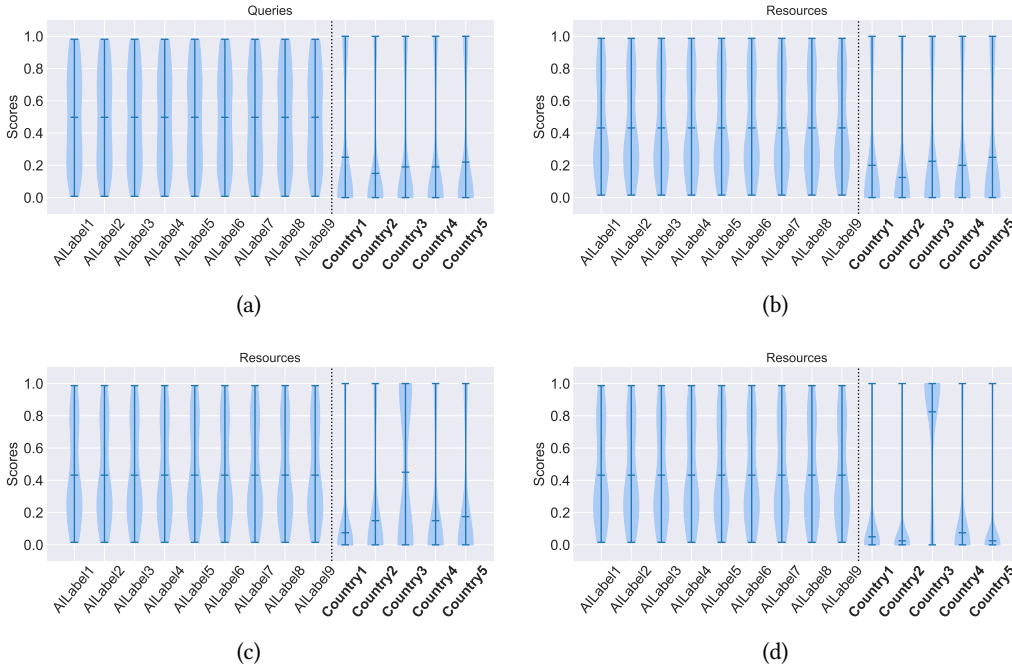 Queries
Scores
1.0
0.8
0.6
0.4
0.2
0.0
AILabel1 AILabel2 AILabel3 AILabel4 AILabel5 AILabel6 AILabel7 AILabel8 AILabel9 Country1 Country2 Country3 Country4 Country5
(a)
Resources
Scores
1.0
0.8
0.6
0.4
0.2
0.0
AILabel1 AILabel2 AILabel3 AILabel4 AILabel5 AILabel6 AILabel7 AILabel8 AILabel9 Country1 Country2 Country3 Country4 Country5
(b)
Resources
Scores
1.0
0.8
0.6
0.4
0.2
0.0
AILabel1 AILabel2 AILabel3 AILabel4 AILabel5 AILabel6 AILabel7 AILabel8 AILabel9 Country1 Country2 Country3 Country4 Country5
(c)
Resources
Scores
1.0
0.8
0.6
0.4
0.2
0.0
AILabel1 AILabel2 AILabel3 AILabel4 AILabel5 AILabel6 AILabel7 AILabel8 AILabel9 Country1 Country2 Country3 Country4 Country5
(d)